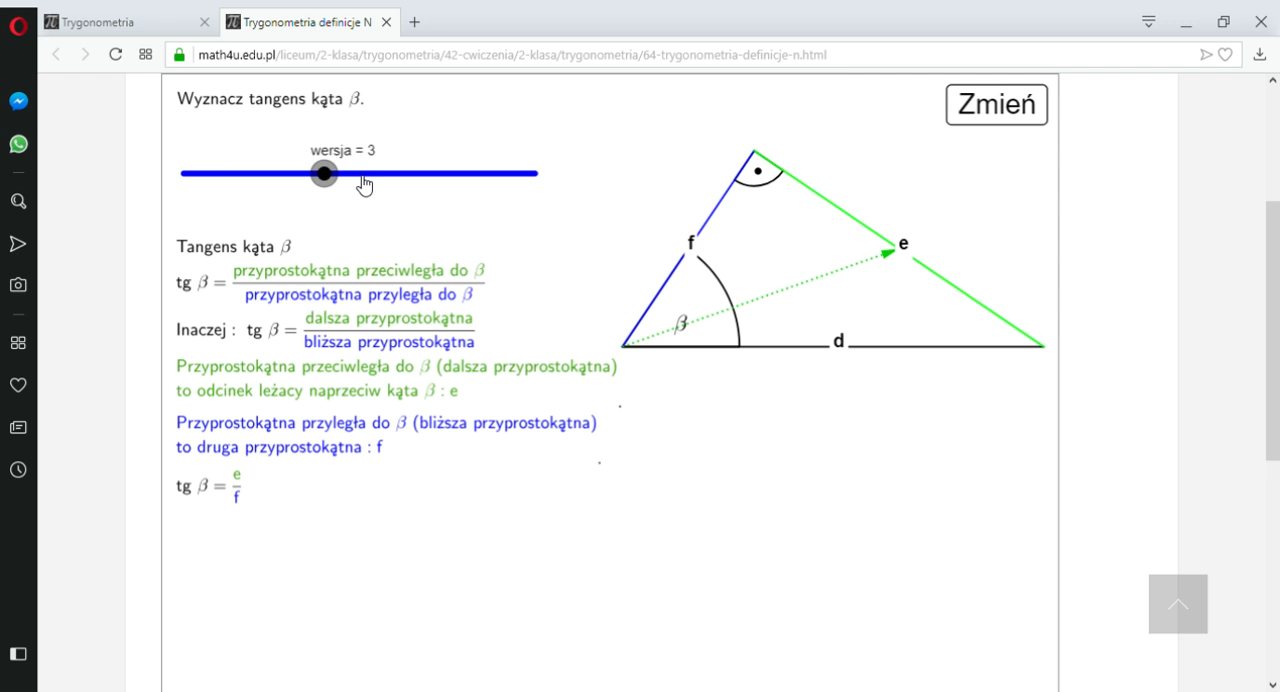 Trygonometria
Trygonometria definicje N
math4u.edu.pl/liceum/2-klasa/trygonometria/42-cwiczenia/2-klasa/trygonometria/64-trygonometria-definicje-n.html
Wyznacz tangens kąta β.
Zmień
wersja = 3
f
e
β
d
Tangens kąta β
tg β = przyprostokątna przeciwległa do β
przyprostokątna przyległa do β
Inaczej : tg β = dalsza przyprostokątna
bliższa przyprostokątna
Przyprostokątna przeciwległa do β (dalsza przyprostokątna)
to odcinek leżacy naprzeciw kąta β : e
Przyprostokątna przyległa do β (bliższa przyprostokątna)
to druga przyprostokątna : f
tg β = e
f